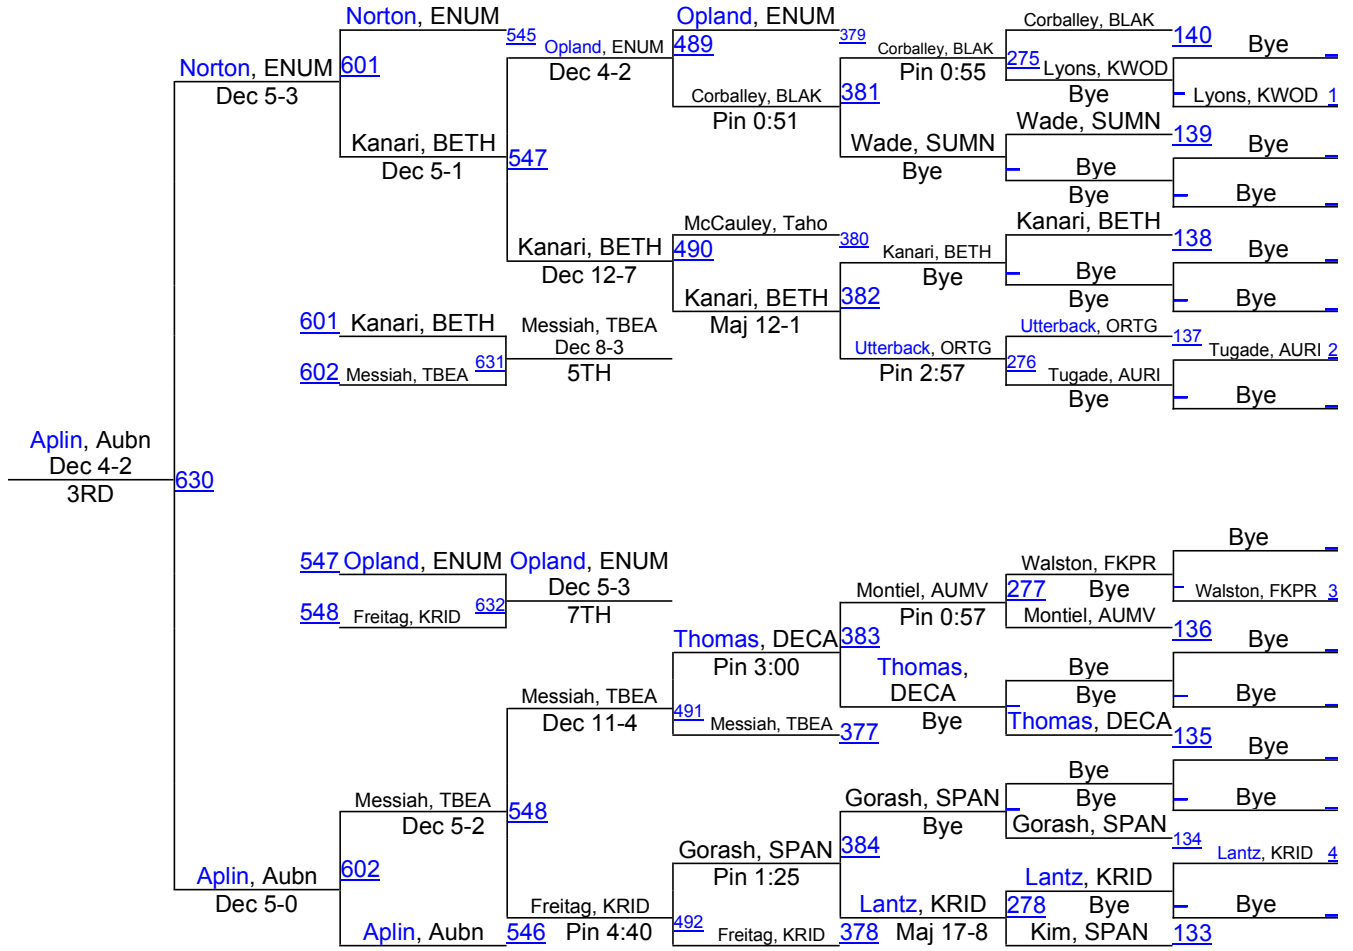 Norton, ENUM
545
Opland, ENUM
379
Corballey, BLAK
140
Bye
Norton, ENUM
601
Dec 5-3
Opland, ENUM
489
Dec 4-2
Corballey, BLAK
Pin 0:55
275
Lyons, KWOD
Bye
Lyons, KWOD 1
Corballey, BLAK
381
Pin 0:51
Kanari, BETH
Dec 5-1
547
Wade, SUMN
Bye
Wade, SUMN
139
Bye
Bye
Bye
Bye
McCauley, Taho
380
Kanari, BETH
138
Bye
Kanari, BETH
490
Dec 12-7
Kanari, BETH
Bye
Bye
Bye
Bye
Kanari, BETH
382
Maj 12-1
601 Kanari, BETH
Messiah, TBEA
Dec 8-3
5TH
602 Messiah, TBEA
631
Utterback, ORTG
137
Tugade, AURI 2
Utterback, ORTG
Pin 2:57
276
Tugade, AURI
Bye
Bye
Aplin, Aubn
Dec 4-2
3RD
630
547 Opland, ENUM
Opland, ENUM
Dec 5-3
7TH
548 Freitag, KRID
632
Bye
Walston, FKPR
Bye
Walston, FKPR 3
Montiel, AUMV
277
Pin 0:57
Montiel, AUMV
136
Bye
Thomas, DECA
383
Pin 3:00
Thomas,
DECA
Bye
Bye
Bye
Bye
Thomas, DECA
135
Bye
Messiah, TBEA
Dec 11-4
491
Messiah, TBEA
377
Messiah, TBEA
Dec 5-2
548
Gorash, SPAN
Bye
Bye
Bye
Bye
Gorash, SPAN
134
Lantz, KRID 4
Gorash, SPAN
384
Pin 1:25
Aplin, Aubn
602
Dec 5-0
Lantz, KRID
278
Bye
Bye
Freitag, KRID
Pin 4:40
492
Lantz, KRID
Maj 17-8
Aplin, Aubn
546
Freitag, KRID
378
Kim, SPAN
133